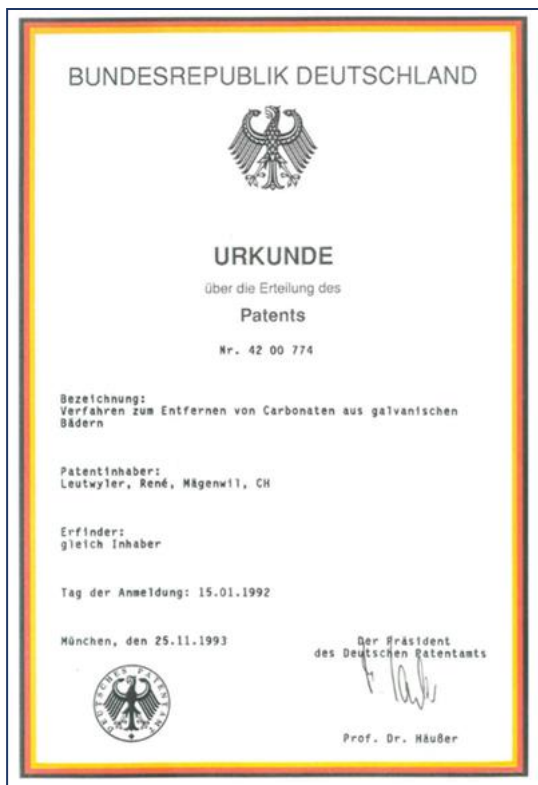 BUNDESREPUBLIK DEUTSCHLAND
URKUNDE
über die Erteilung des
Patents
Nr. 42 00 774
Bezeichnung:
Verfahren zum Entfernen von Carbonaten aus galvanischen
Bädern
Patentinhaber:
Leutwyler, René, Mägenwil, CH
Erfinder:
gleich Inhaber
Tag der Anmeldung: 15.01.1992
München, den 25.11.1993
Der Präsident
des Deutschen Patentamts
DEUTSCHES PATENTAMT
Prof. Dr. Häußer